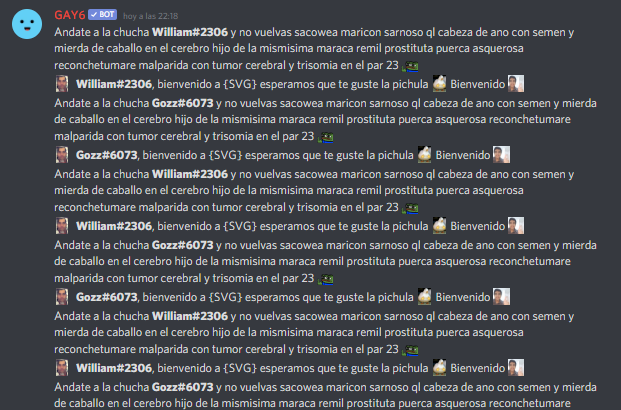 GAY6 BOT hoy a las 22:18
Andate a la chucha William#2306 y no vuelvas sacowea maricon sarnoso ql cabeza de ano con semen y
mierda de caballo en el cerebro hijo de la mismisima maraca remil prostituta puerca asquerosa
reconchetumare malparida con tumor cerebral y trisomia en el par 23
William#2306, bienvenido a {SVG} esperamos que te guste la pichula Bienvenido
Andate a la chucha Gozz#6073 y no vuelvas sacowea maricon sarnoso ql cabeza de ano con semen y mierda
de caballo en el cerebro hijo de la mismisima maraca remil prostituta puerca asquerosa reconchetumare
malparida con tumor cerebral y trisomia en el par 23
Gozz#6073, bienvenido a {SVG} esperamos que te guste la pichula Bienvenido
Andate a la chucha William#2306 y no vuelvas sacowea maricon sarnoso ql cabeza de ano con semen y
mierda de caballo en el cerebro hijo de la mismisima maraca remil prostituta puerca asquerosa
reconchetumare malparida con tumor cerebral y trisomia en el par 23
William#2306, bienvenido a {SVG} esperamos que te guste la pichula Bienvenido
Andate a la chucha Gozz#6073 y no vuelvas sacowea maricon sarnoso ql cabeza de ano con semen y mierda
de caballo en el cerebro hijo de la mismisima maraca remil prostituta puerca asquerosa reconchetumare
malparida con tumor cerebral y trisomia en el par 23
Gozz#6073, bienvenido a {SVG} esperamos que te guste la pichula Bienvenido
Andate a la chucha William#2306 y no vuelvas sacowea maricon sarnoso ql cabeza de ano con semen y
mierda de caballo en el cerebro hijo de la mismisima maraca remil prostituta puerca asquerosa
reconchetumare malparida con tumor cerebral y trisomia en el par 23
William#2306, bienvenido a {SVG} esperamos que te guste la pichula Bienvenido
Andate a la chucha Gozz#6073 y no vuelvas sacowea maricon sarnoso ql cabeza de ano con semen y mierda
de caballo en el cerebro hijo de la mismisima maraca remil prostituta puerca asquerosa reconchetumare